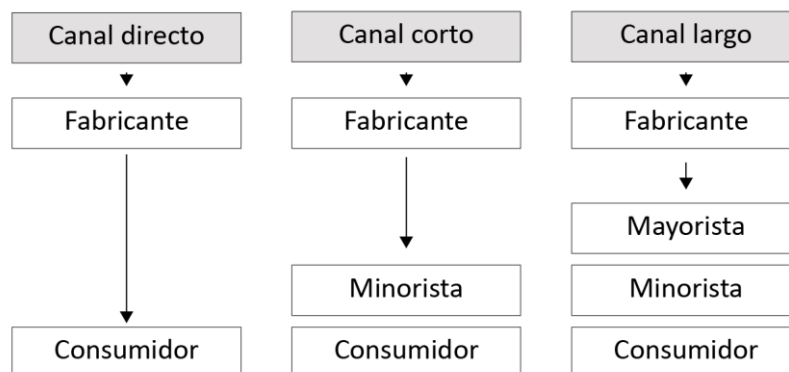 Canal directo
Canal corto
Canal largo
Fabricante
Fabricante
Fabricante
Mayorista
Minorista
Minorista
Consumidor
Consumidor
Consumidor